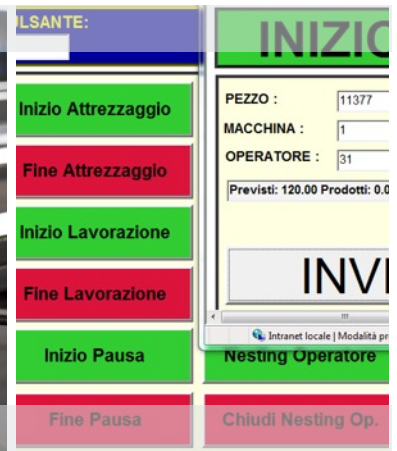 LSANTE:
INIZIO
Inizio Attrezzaggio
Fine Attrezzaggio
Inizio Lavorazione
Fine Lavorazione
Inizio Pausa
Fine Pausa
PEZZO : 11377
MACCHINA : 1
OPERATORE : 31
Previsti: 120.00 Prodotti: 0.0
INVI
Intranet locale | Modalità pr
Nesting Operatore
Chiudi Nesting Op.